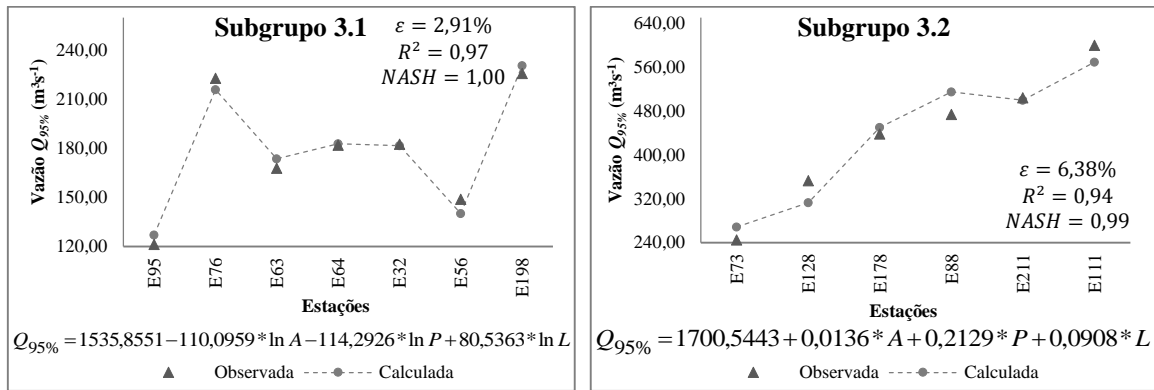 Subgrupo 3.1
ε = 2,91%
R² = 0,97
NASH = 1,00
Vazão Q95% (m³s⁻¹)
240,00
210,00
180,00
150,00
120,00
E95 E76 E63 E64 E32 E56 E198
Estações
Q95% = 1535,8551−110,0959* ln A−114,2926* ln P+80,5363* ln L
Observada Calculada
Subgrupo 3.2
Vazão Q95% (m³s⁻¹)
640,00
560,00
480,00
400,00
320,00
240,00
ε = 6,38%
R² = 0,94
NASH = 0,99
E73 E128 E178 E88 E211 E111
Estações
Q95% = 1700,5443+0,0136* A+0,2129* P+0,0908* L
Observada Calculada